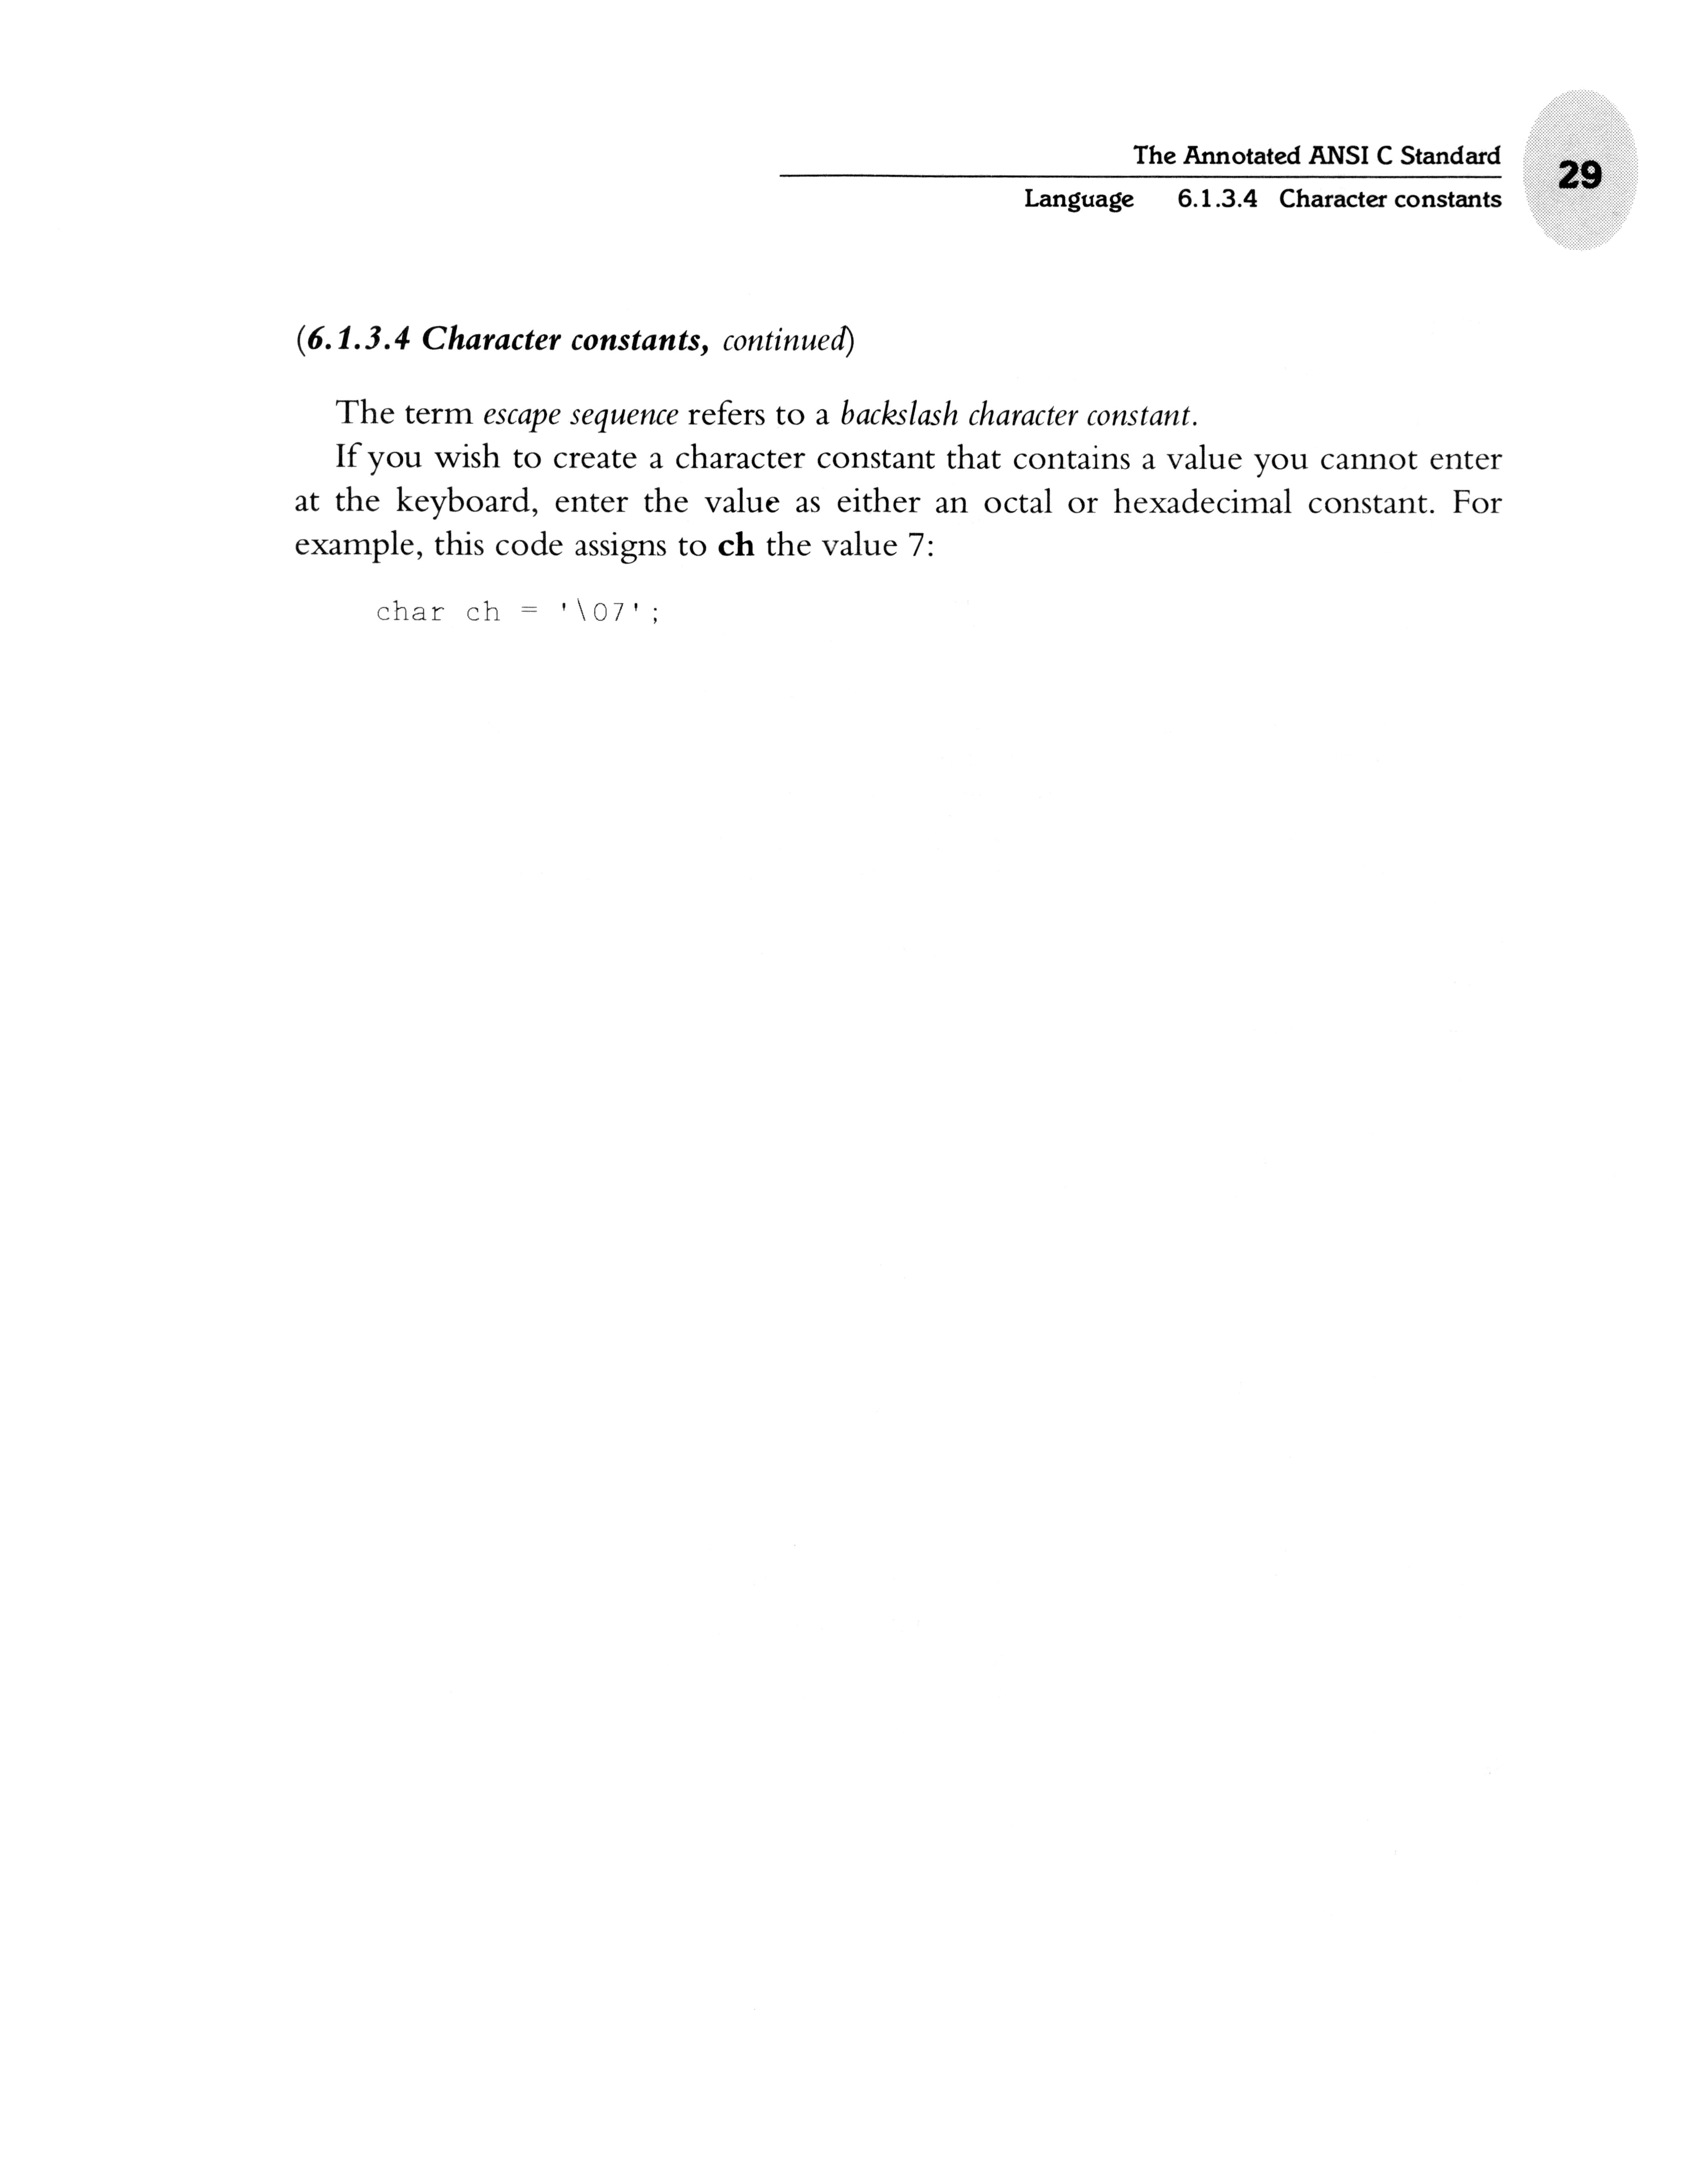 The Annotated ANSI C Standard
29
Language 6.1.3.4 Character constants
(6.1.3.4 Character constants, continued)
The term escape sequence refers to a backslash character constant.
If you wish to create a character constant that contains a value you cannot enter
at the keyboard, enter the value as either an octal or hexadecimal constant. For
example, this code assigns to ch the value 7:
char ch = '\07';